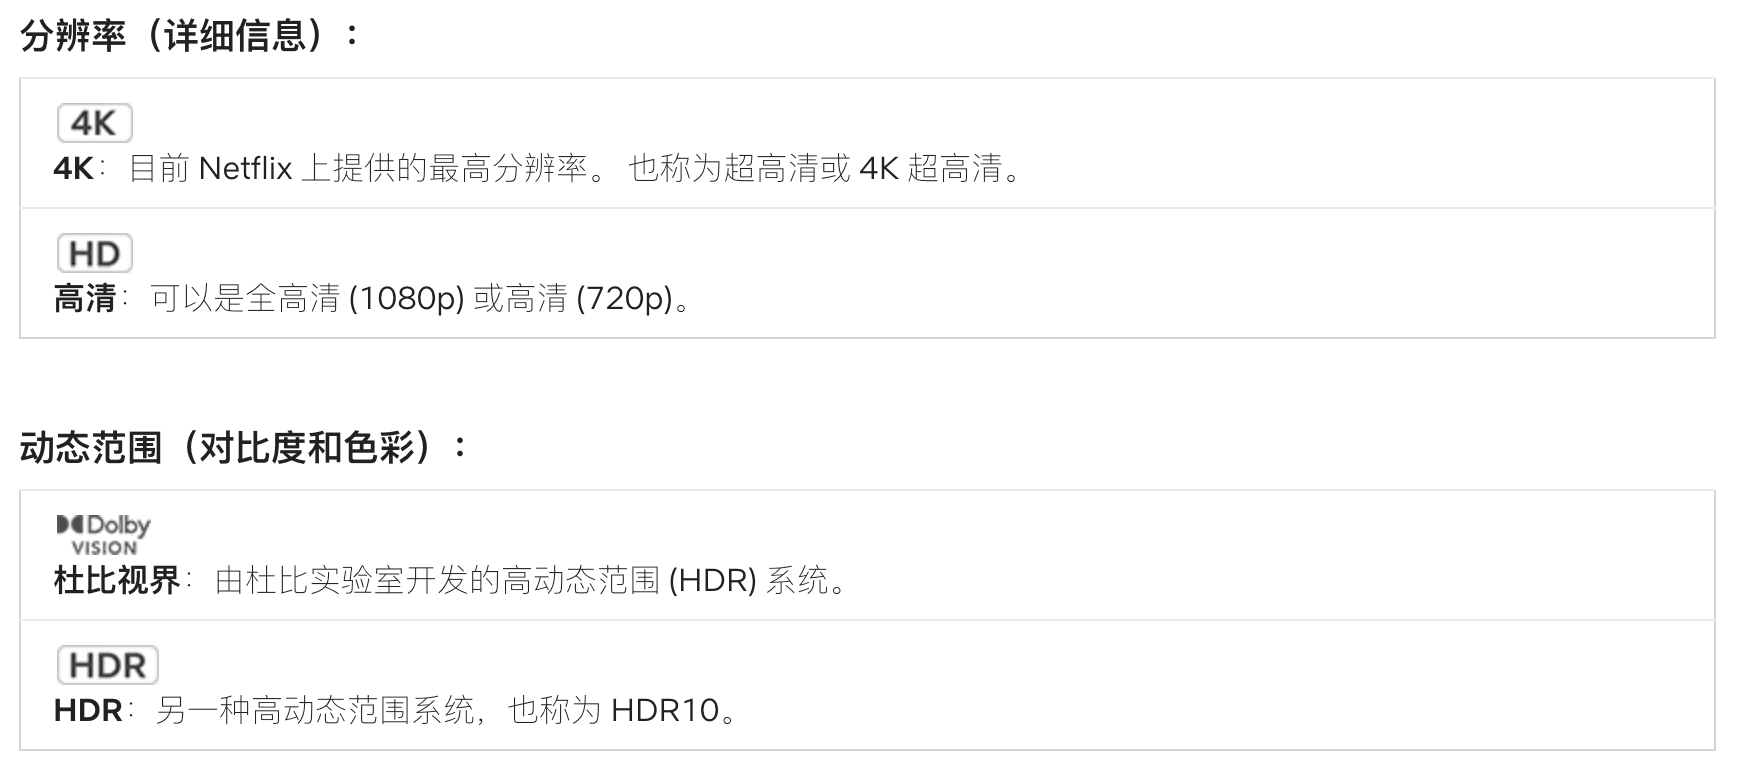 分辨率（详细信息）：
4K
4K：目前 Netflix 上提供的最高分辨率。 也称为超高清或 4K 超高清。
HD
高清：可以是全高清 (1080p) 或高清 (720p)。
动态范围（对比度和色彩）：
Dolby
VISION
杜比视界：由杜比实验室开发的高动态范围 (HDR) 系统。
HDR
HDR：另一种高动态范围系统，也称为 HDR10。